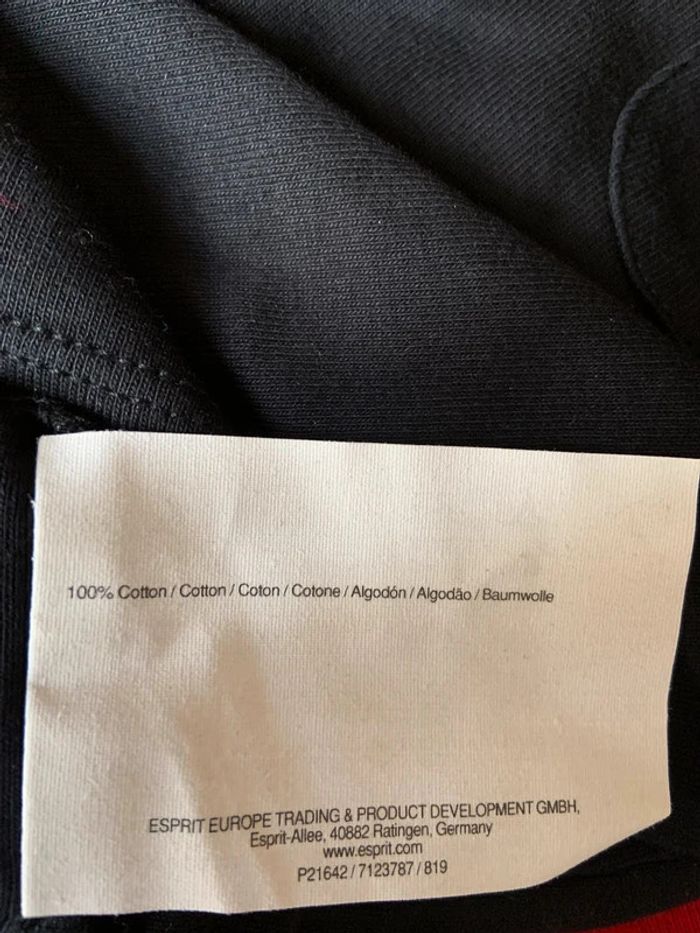 100% Cotton / Cotton / Coton / Cotone / Algodón / Algodão / Baumwolle
ESPRIT EUROPE TRADING & PRODUCT DEVELOPMENT GMBH,
Esprit-Allee, 40882 Ratingen, Germany
www.esprit.com
P21642 / 7123787 / 819